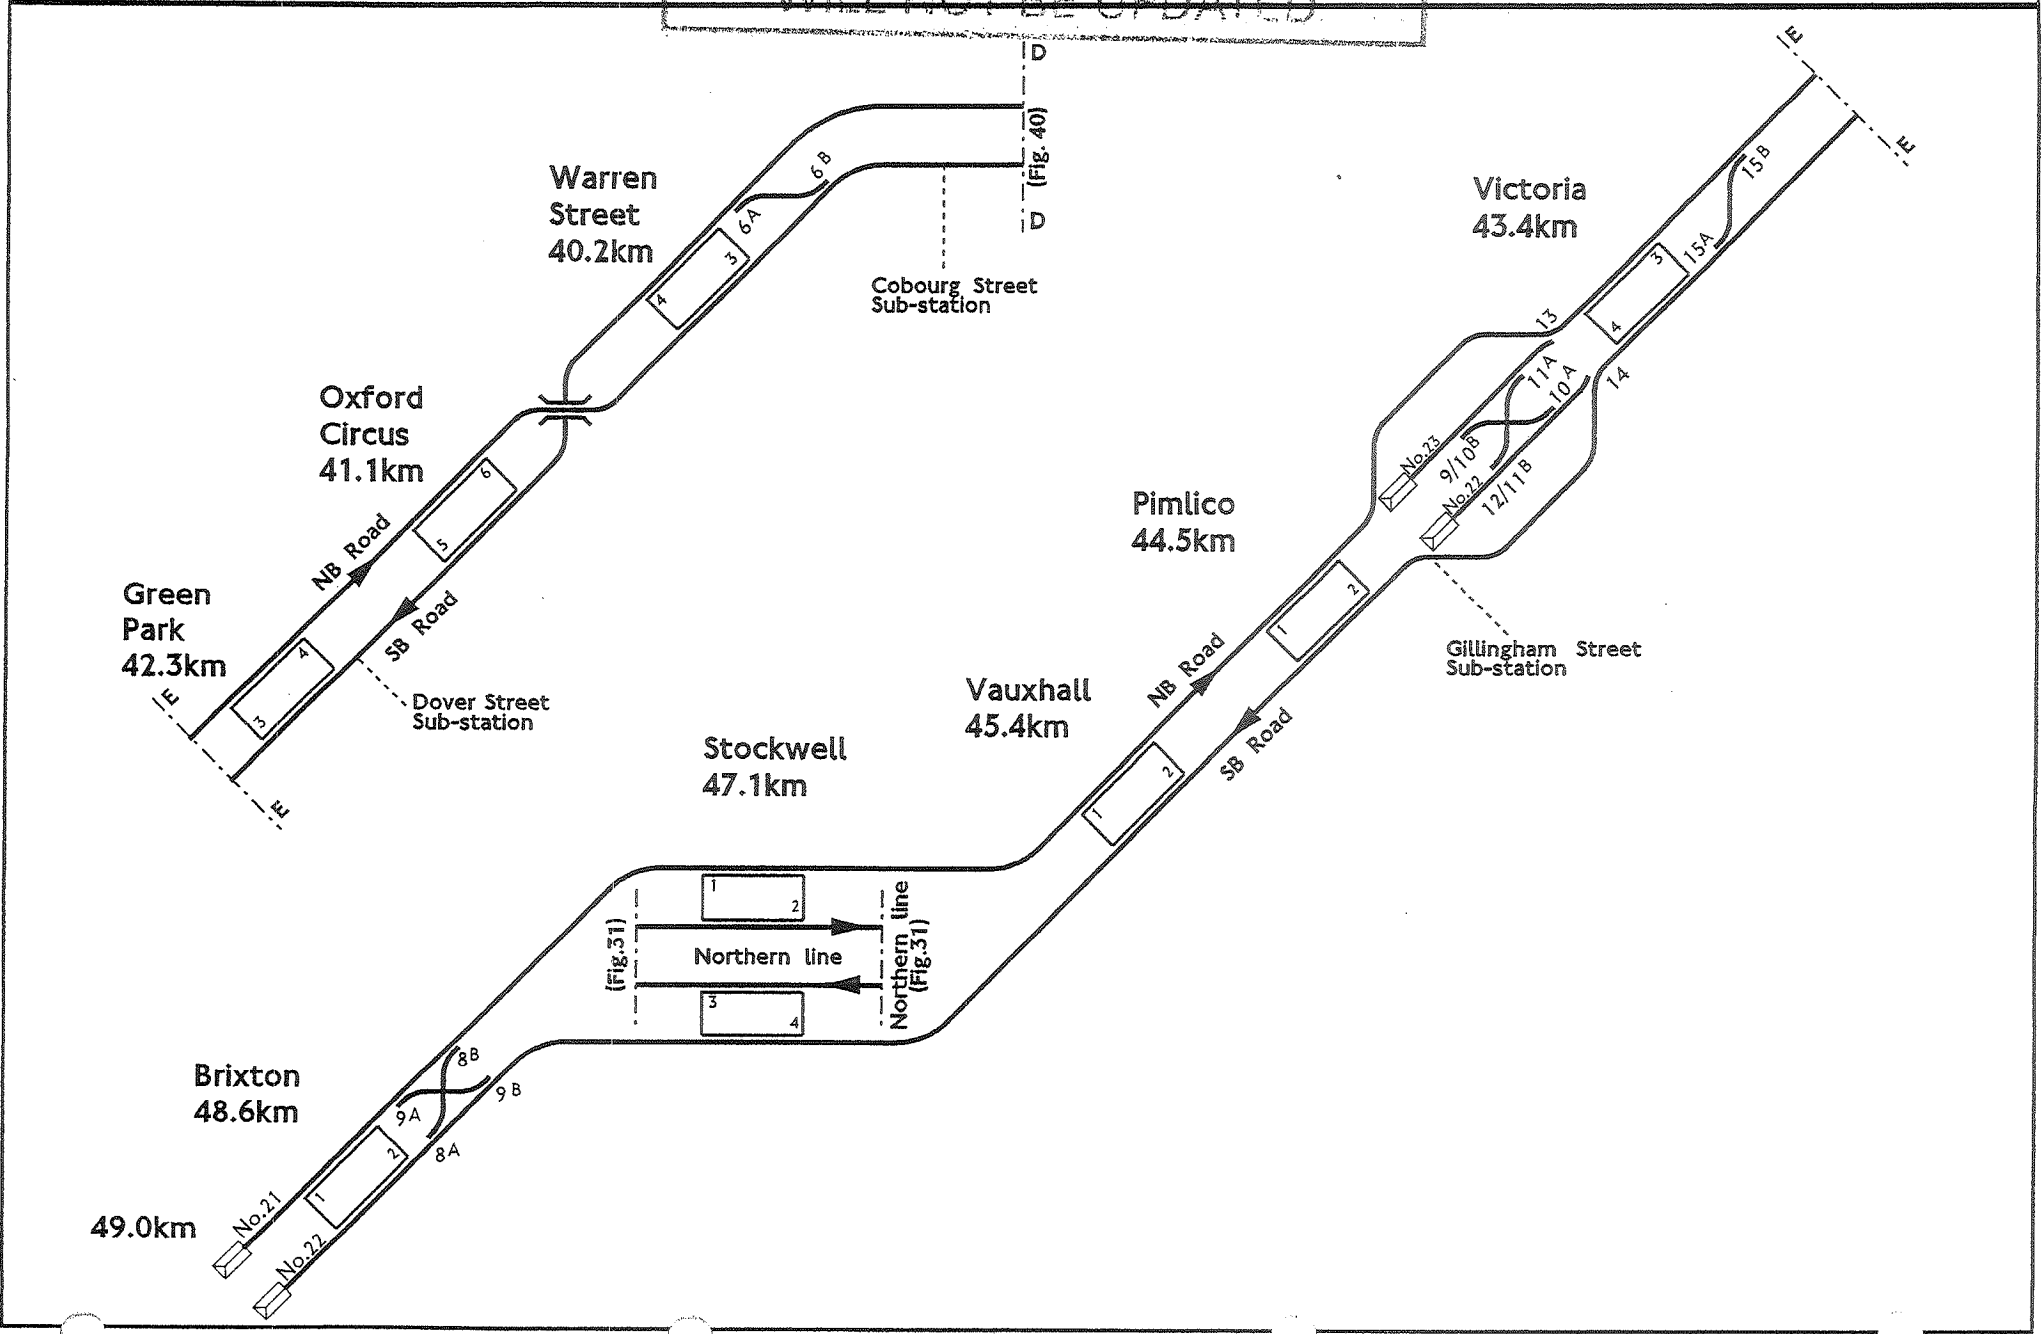 WILL NOT BE UPDATED
D
(Fig. 40)
D
Warren
Street
40.2km
6B
6A
3
4
Cobourg Street
Sub-station
Oxford
Circus
41.1km
6
5
NB Road
SB Road
Green
Park
42.3km
4
3
E
E
Dover Street
Sub-station
E
E
Victoria
43.4km
15B
15A
3
4
13
14
11A
10A
No.23
9/10B
No.22
12/11B
Pimlico
44.5km
2
1
Gillingham Street
Sub-station
NB Road
SB Road
Vauxhall
45.4km
2
1
Stockwell
47.1km
1
2
(Fig.31)
Northern line
Northern line
(Fig.31)
3
4
Brixton
48.6km
8B
9B
9A
8A
2
1
49.0km
No.21
No.22